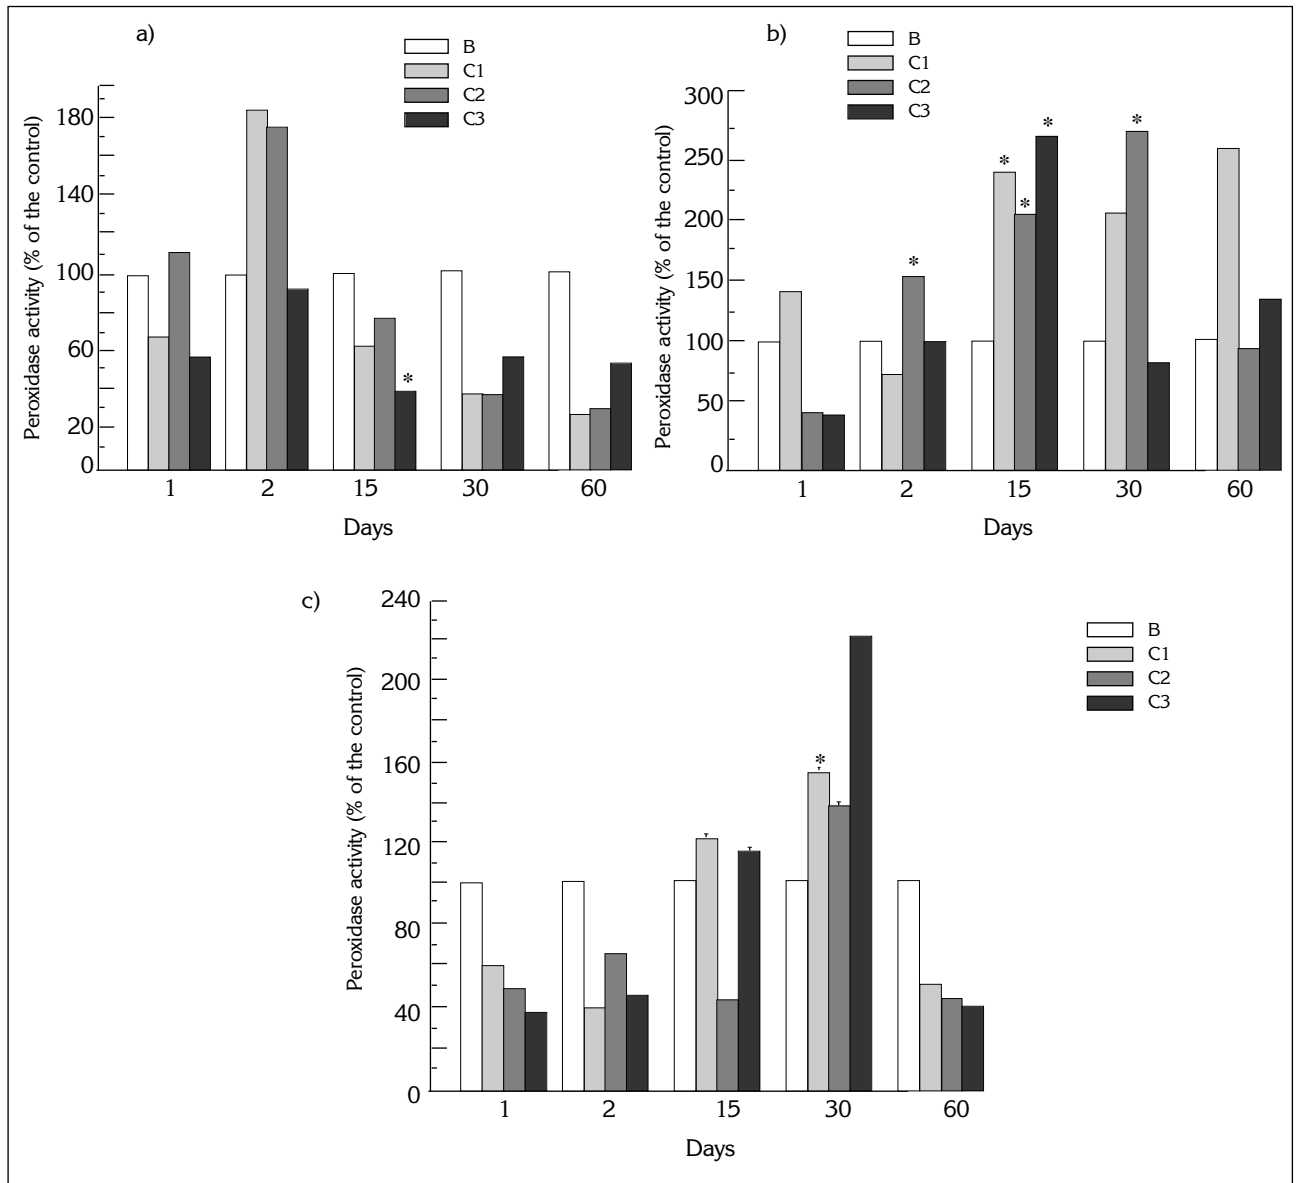 a)
B
C1
C2
C3
Peroxidase activity (% of the control)
180
140
100
60
20
0
*
1 2 15 30 60
Days
b)
B
C1
C2
C3
Peroxidase activity (% of the control)
300
250
200
150
100
50
0
* * * * *
1 2 15 30 60
Days
c)
B
C1
C2
C3
Peroxidase activity (% of the control)
240
200
160
120
80
40
0
*
1 2 15 30 60
Days